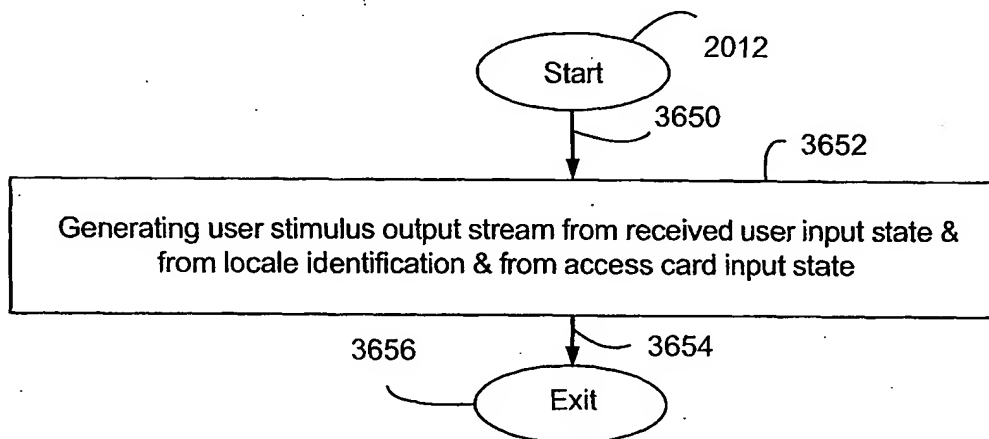 2012
Start
3650
3652
Generating user stimulus output stream from received user input state &
from locale identification & from access card input state
3656
3654
Exit